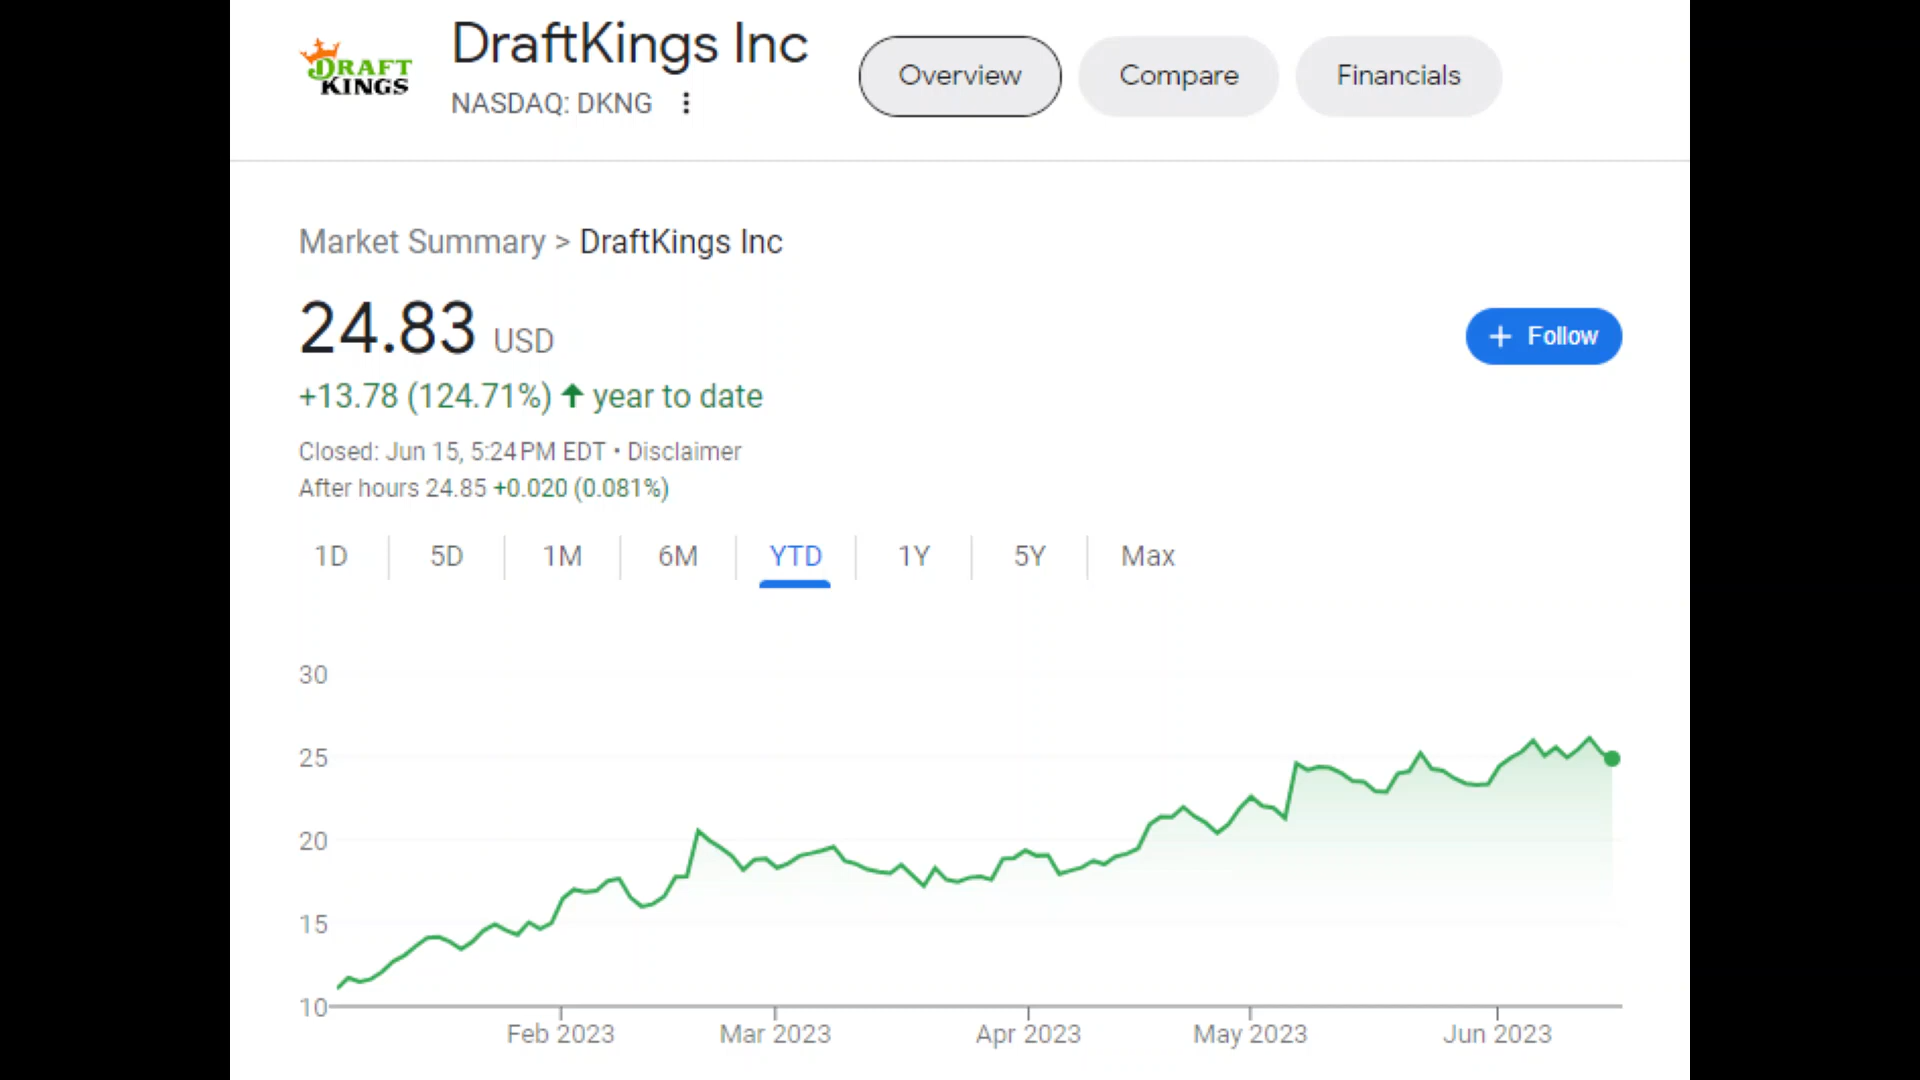 DraftKings Inc
DRAFT
KINGS
NASDAQ: DKNG
Overview
Compare
Financials
Market Summary > DraftKings Inc
24.83 USD
+ Follow
+13.78 (124.71%) ↑ year to date
Closed: Jun 15, 5:24 PM EDT • Disclaimer
After hours 24.85 +0.020 (0.081%)
1D 5D 1M 6M YTD 1Y 5Y Max
30
25
20
15
10
Feb 2023 Mar 2023 Apr 2023 May 2023 Jun 2023